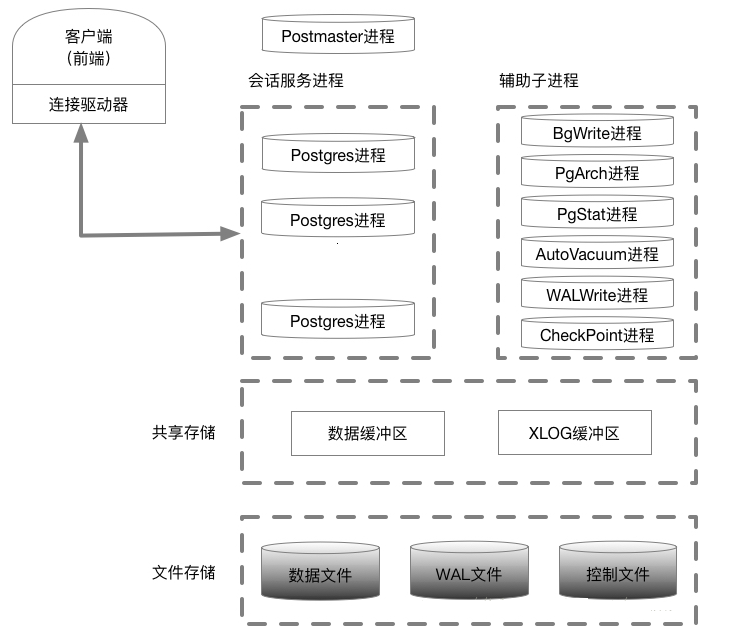 客户端
(前端)
连接驱动器
Postmaster进程
会话服务进程
辅助子进程
Postgres进程
Postgres进程
Postgres进程
BgWrite进程
PgArch进程
PgStat进程
AutoVacuum进程
WALWrite进程
CheckPoint进程
共享存储
数据缓冲区
XLOG缓冲区
文件存储
数据文件
WAL文件
控制文件